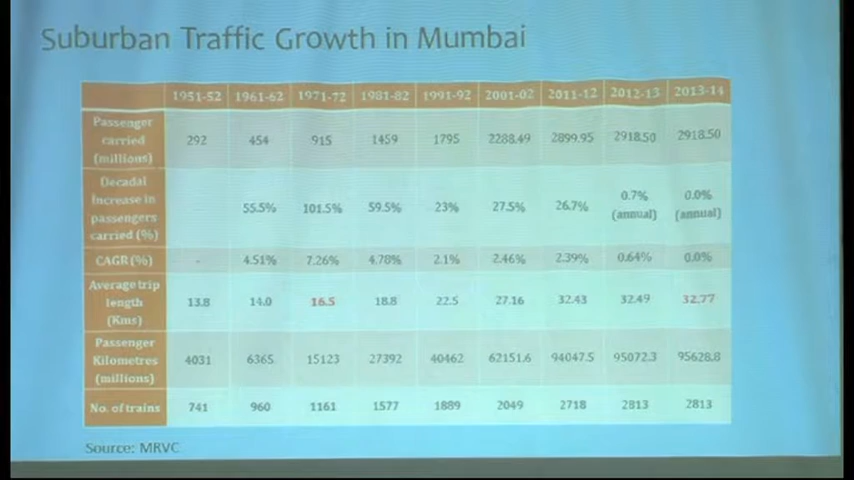 Suburban Traffic Growth in Mumbai
1951-52 1961-62 1971-72 1981-82 1991-92 2001-02 2011-12 2012-13 2013-14
Passenger carried (millions) 292 454 915 1459 1795 2288.49 2899.95 2918.50 2918.50
Decadal Increase in passengers carried (%) 55.5% 101.5% 59.5% 23% 27.5% 26.7% 0.7% (annual) 0.0% (annual)
CAGR (%) - 4.51% 7.26% 4.78% 2.1% 2.46% 2.39% 0.64% 0.0%
Average trip length (Kms) 13.8 14.0 16.5 18.8 22.5 27.16 32.43 32.49 32.77
Passenger Kilometres (millions) 4031 6365 15123 27392 40462 62151.6 94047.5 95072.3 95628.8
No. of trains 741 960 1161 1577 1889 2049 2718 2813 2813
Source: MRVC